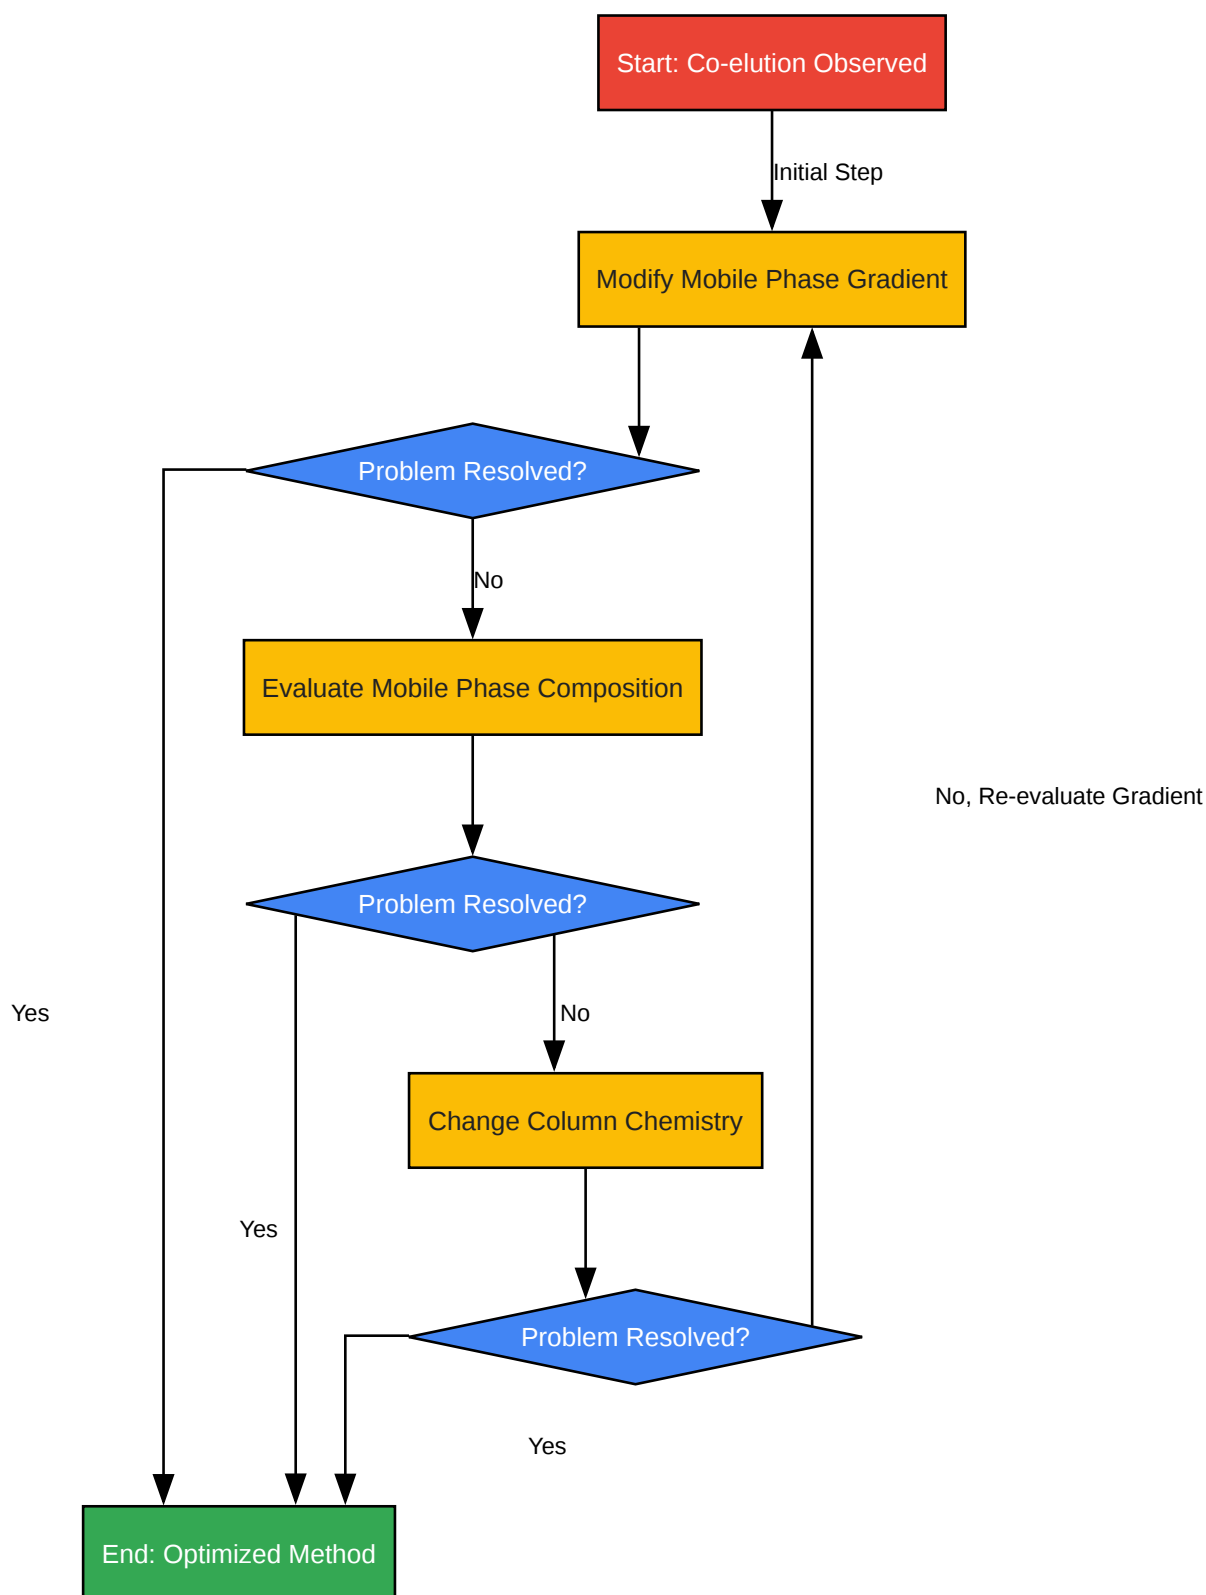 Start: Co-elution Observed
Initial Step
Modify Mobile Phase Gradient
Problem Resolved?
No
Evaluate Mobile Phase Composition
No, Re-evaluate Gradient
Problem Resolved?
Yes
No
Change Column Chemistry
Yes
Problem Resolved?
Yes
End: Optimized Method